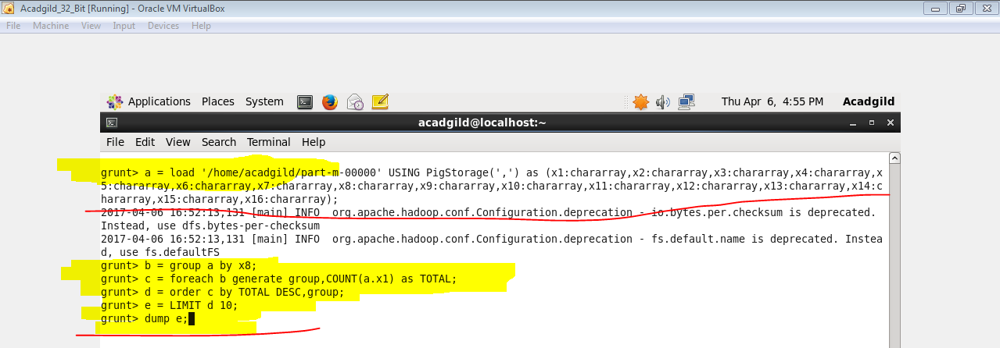 Acadgild_32_Bit [Running] - Oracle VM VirtualBox
File Machine View Input Devices Help
Applications Places System Thu Apr 6, 4:55 PM Acadgild
acadgild@localhost:~
File Edit View Search Terminal Help
grunt> a = load '/home/acadgild/part-m-00000' USING PigStorage(',') as (x1:chararray,x2:chararray,x3:chararray,x4:chararray,x
5:chararray,x6:chararray,x7:chararray,x8:chararray,x9:chararray,x10:chararray,x11:chararray,x12:chararray,x13:chararray,x14:c
hararray,x15:chararray,x16:chararray);
2017-04-06 16:52:13,131 [main] INFO  org.apache.hadoop.conf.Configuration.deprecation - io.bytes.per.checksum is deprecated.
Instead, use dfs.bytes-per-checksum
2017-04-06 16:52:13,131 [main] INFO  org.apache.hadoop.conf.Configuration.deprecation - fs.default.name is deprecated. Instea
d, use fs.defaultFS
grunt> b = group a by x8;
grunt> c = foreach b generate group,COUNT(a.x1) as TOTAL;
grunt> d = order c by TOTAL DESC,group;
grunt> e = LIMIT d 10;
grunt> dump e;